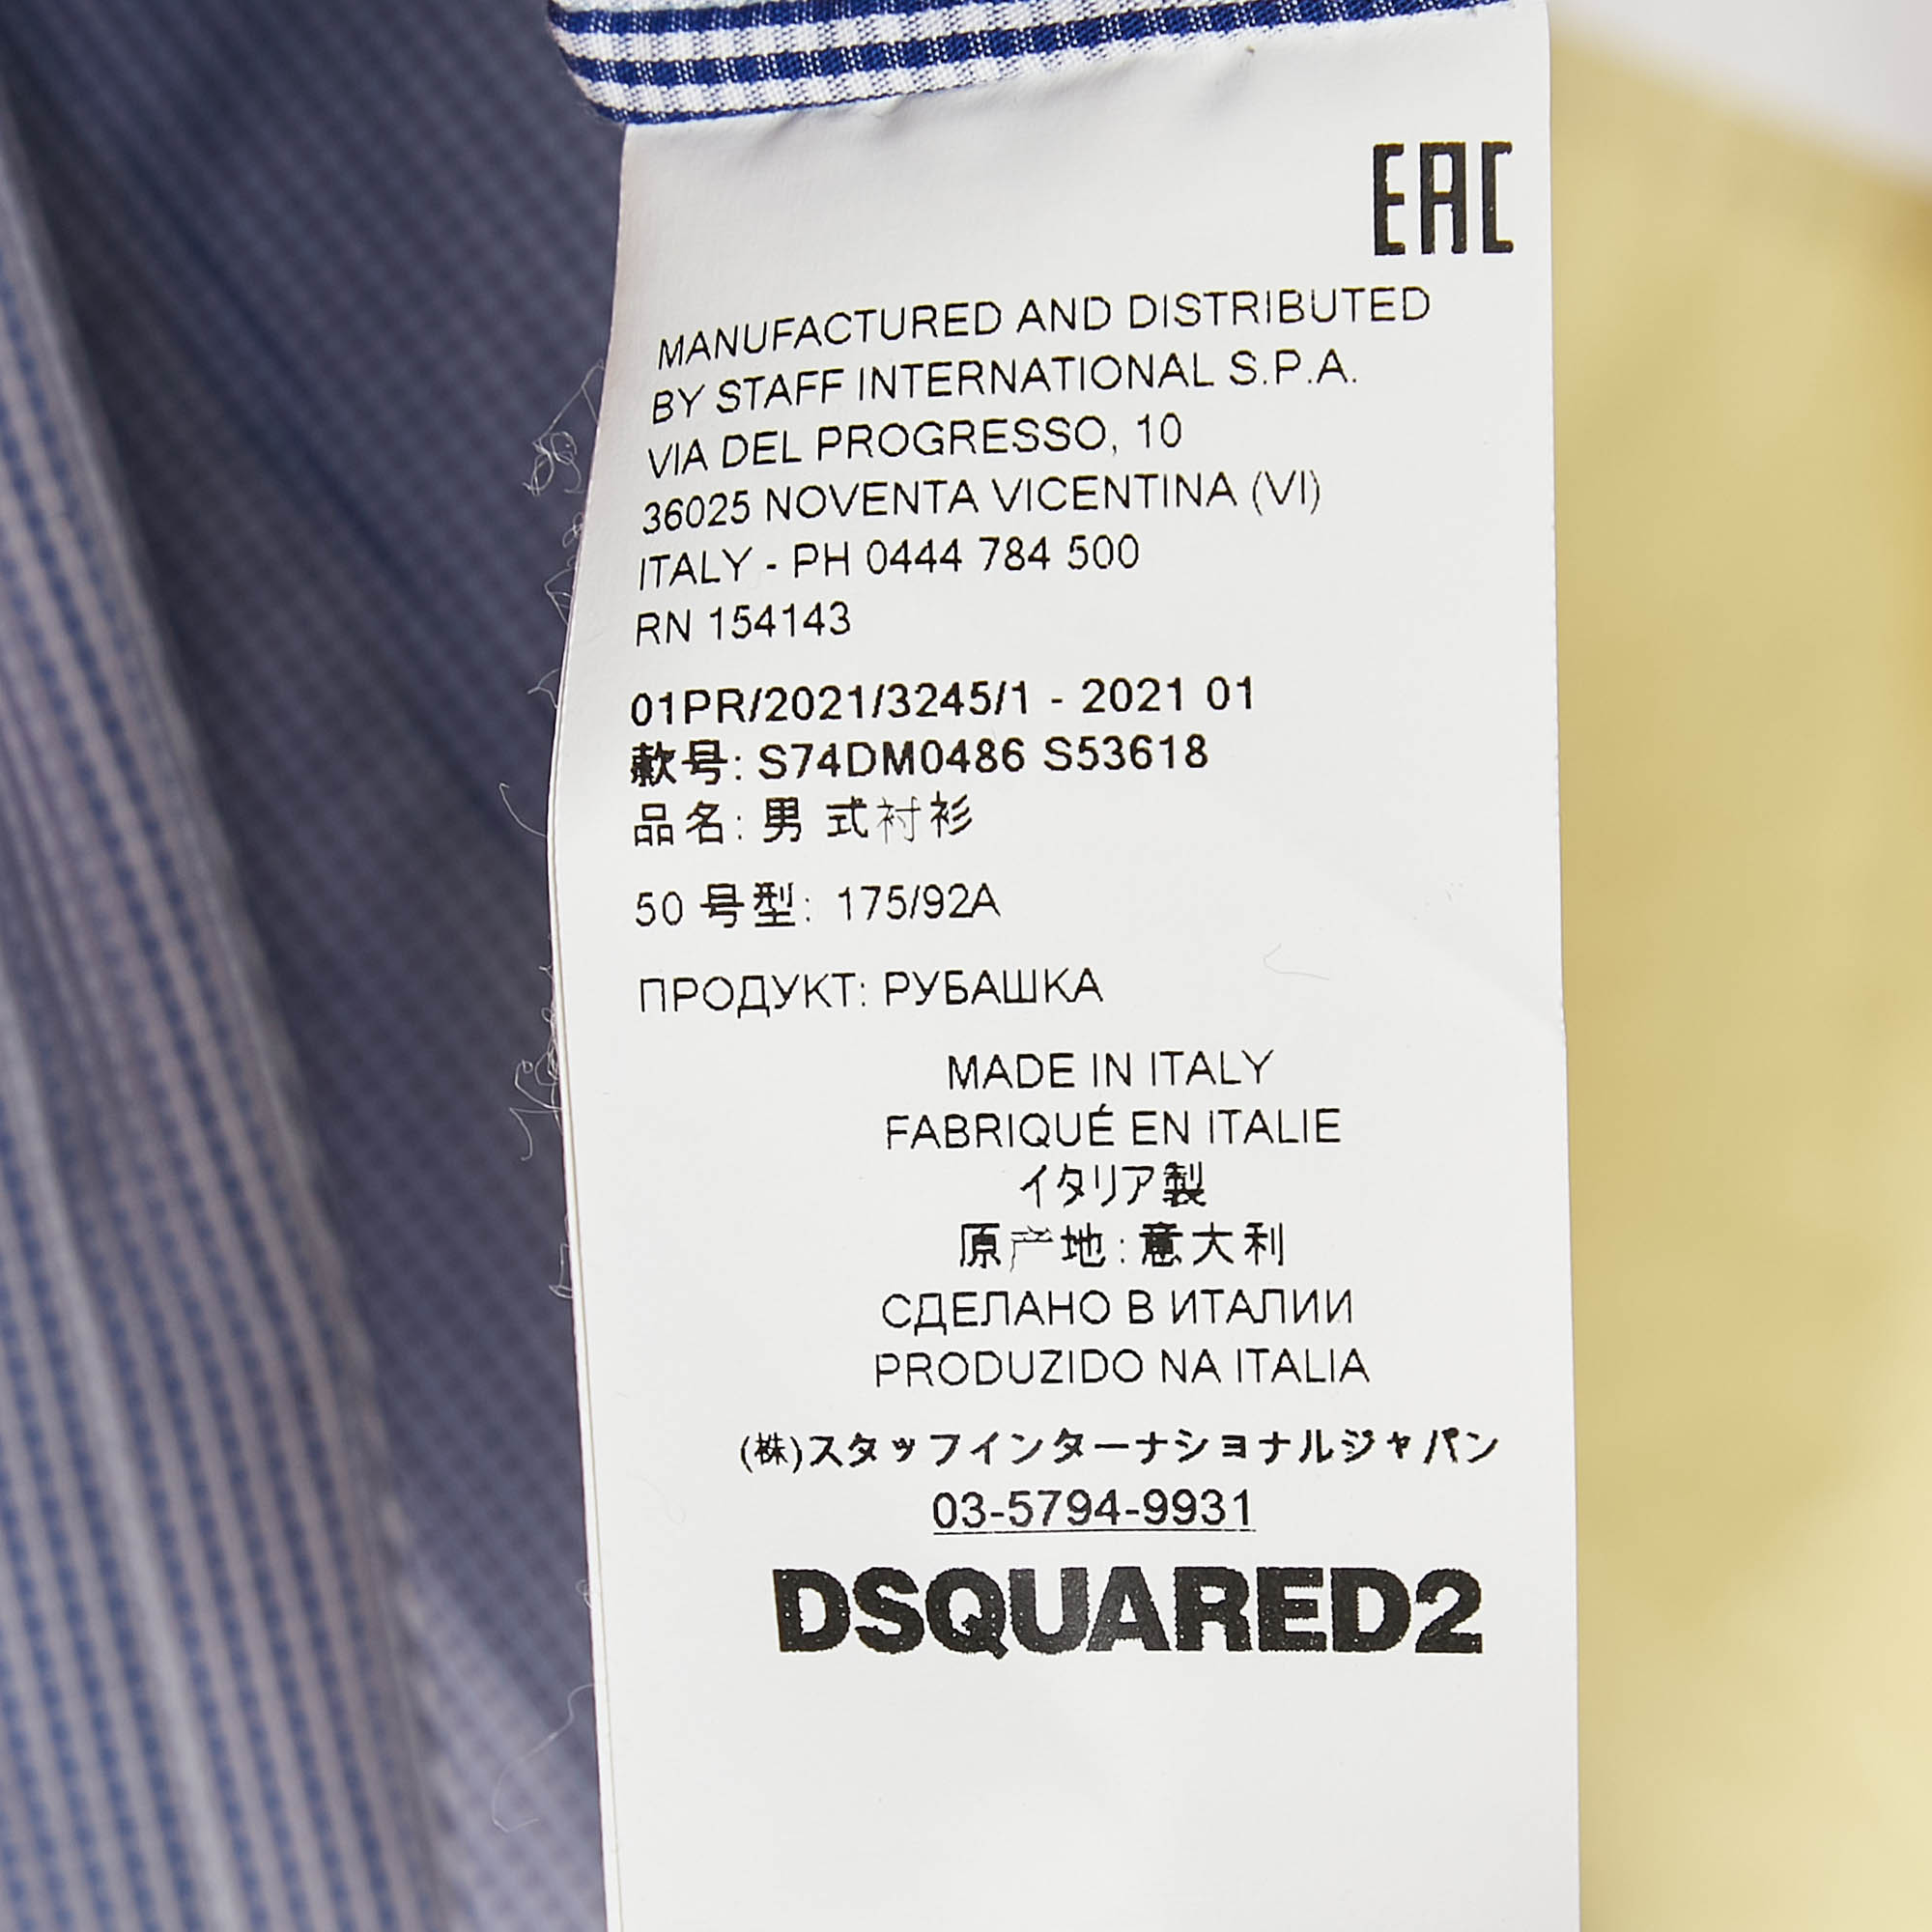 EAC
MANUFACTURED AND DISTRIBUTED
BY STAFF INTERNATIONAL S.P.A.
VIA DEL PROGRESSO, 10
36025 NOVENTA VICENTINA (VI)
ITALY - PH 0444 784 500
RN 154143
01PR/2021/3245/1 - 2021 01
款号: S74DM0486 S53618
品名: 男 式衬衫
50 号型: 175/92A
ПРОДУКТ: РУБАШКА
MADE IN ITALY
FABRIQUÉ EN ITALIE
イタリア製
原产地: 意大利
СДЕЛАНО В ИТАЛИИ
PRODUZIDO NA ITALIA
(株)スタッフインターナショナルジャパン
03-5794-9931
DSQUARED2